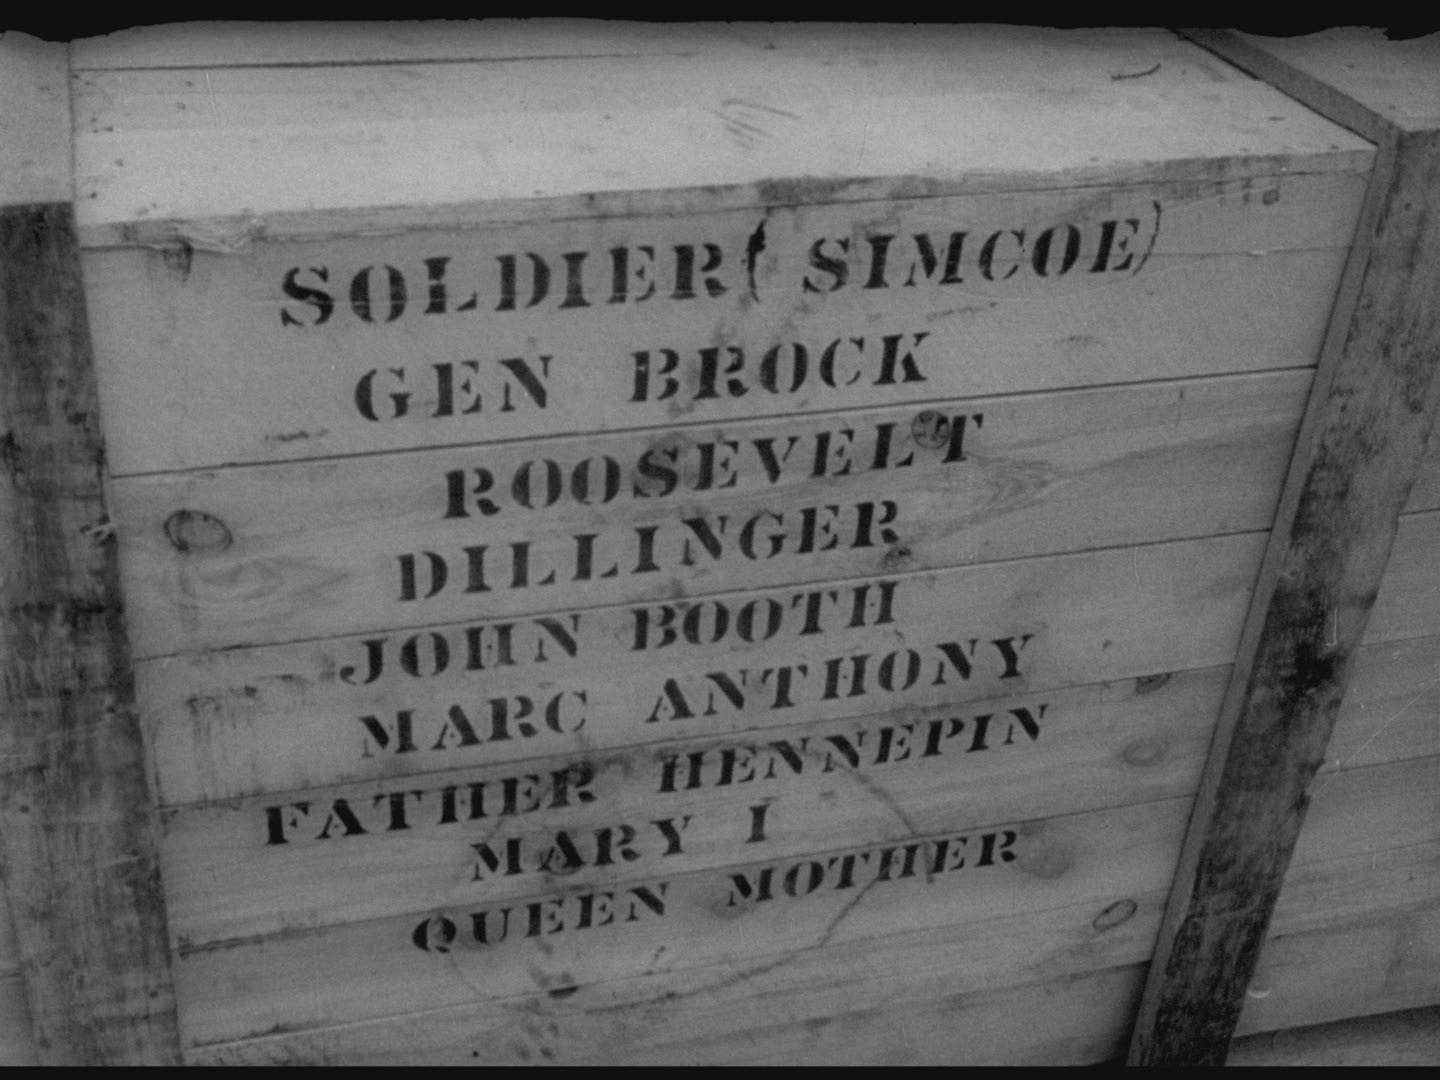 SOLDIER ( SIMCOE )
GEN BROCK
ROOSEVELT
DILLINGER
JOHN BOOTH
MARC ANTHONY
FATHER HENNEPIN
MARY I
QUEEN MOTHER